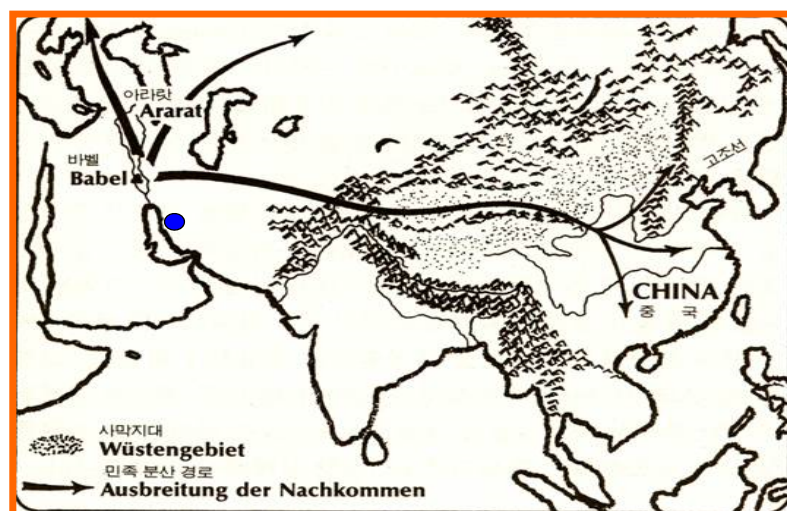 아라랏
Ararat
바벨
Babel
고조선
CHINA
중 국
사막지대
Wüstengebiet
민족 분산 경로
Ausbreitung der Nachkommen